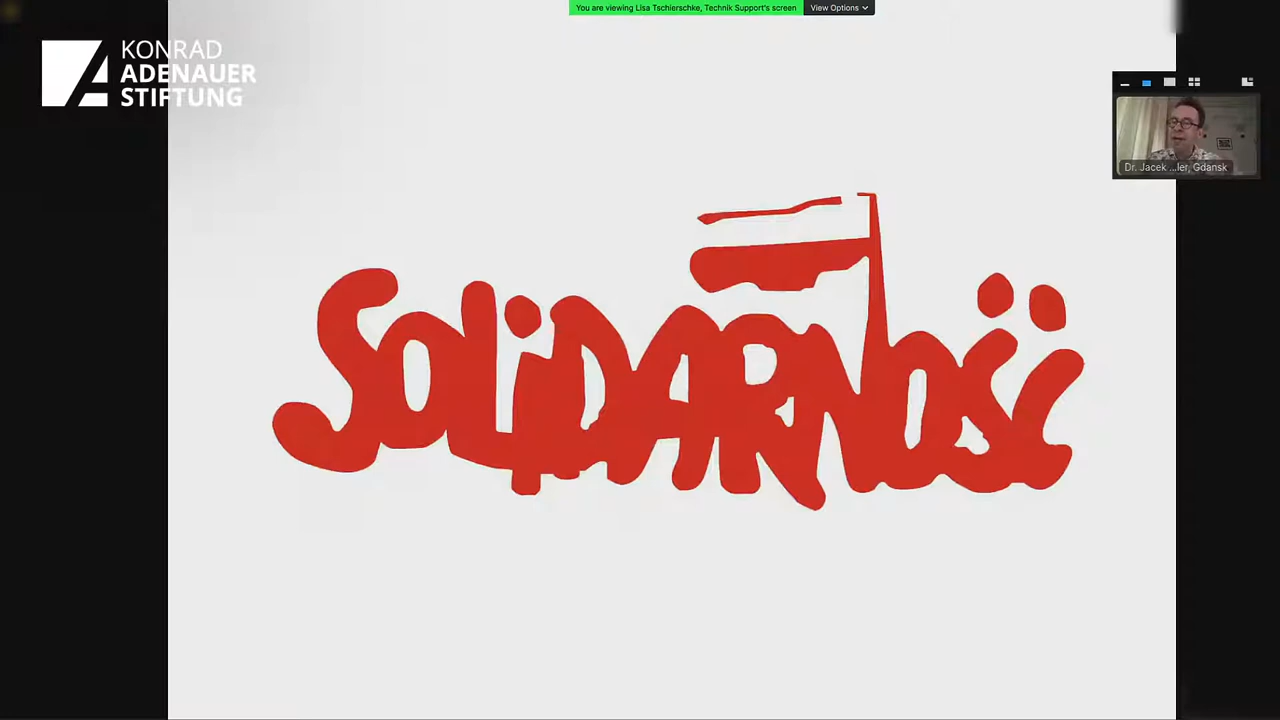 You are viewing Lisa Tschierschke, Technik Support's screen
View Options
KONRAD
ADENAUER
STIFTUNG
Dr. Jacek ...ler, Gdansk
SOLiDARNOŚĆ